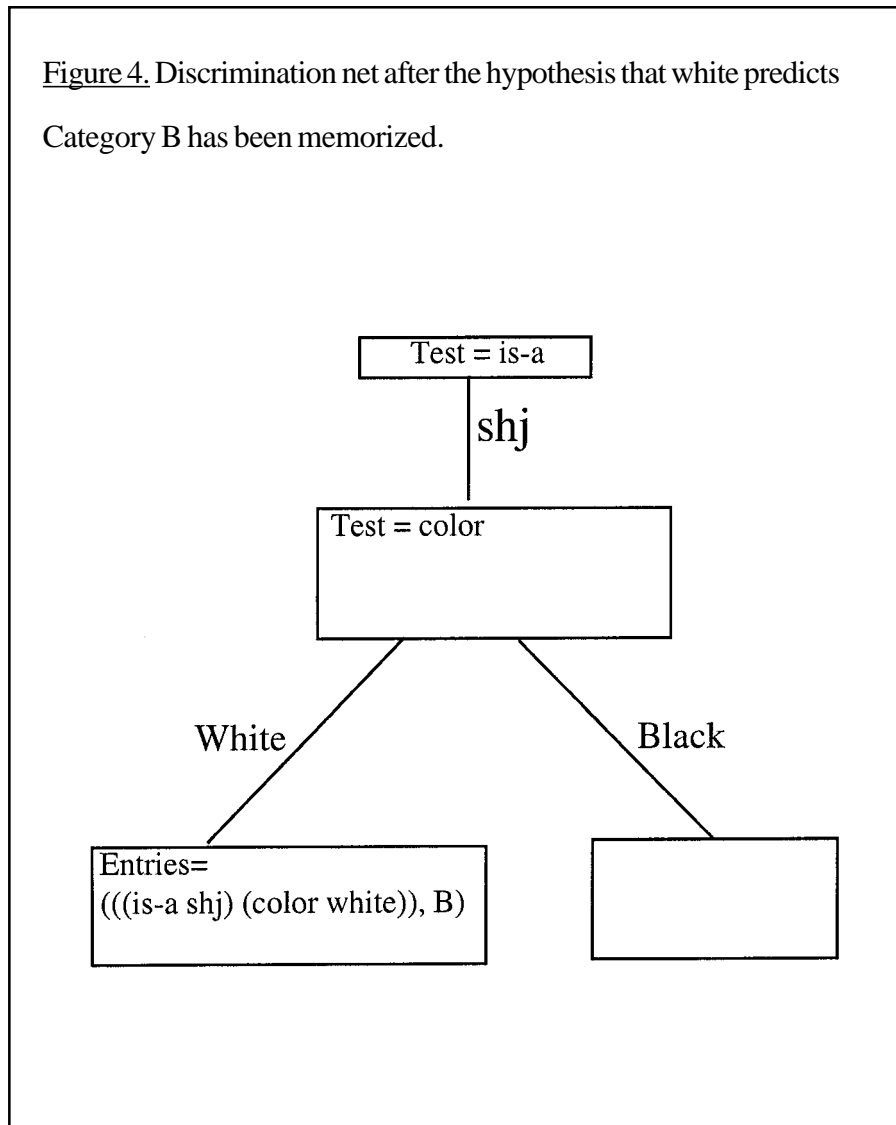 Figure 4. Discrimination net after the hypothesis that white predicts
Category B has been memorized.
Test = is-a
shj
Test = color
White
Black
Entries=
(((is-a shj) (color white)), B)